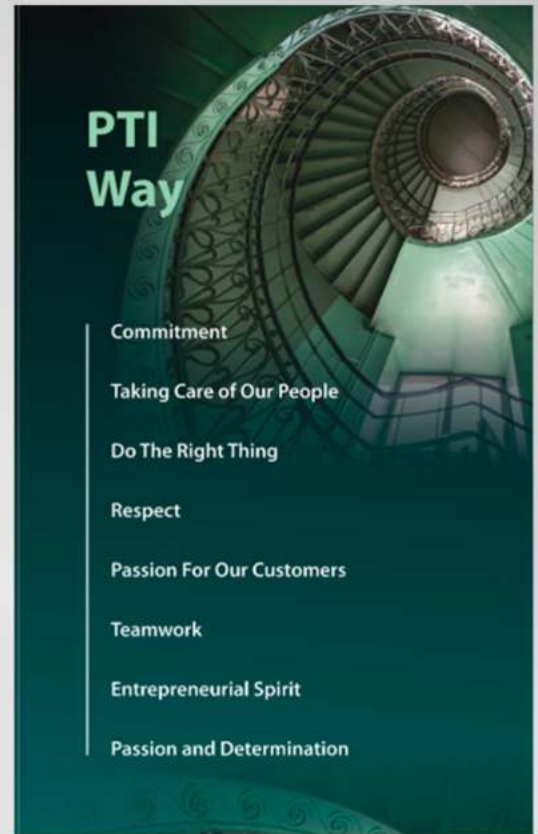 PTI
Way
Commitment
Taking Care of Our People
Do The Right Thing
Respect
Passion For Our Customers
Teamwork
Entrepreneurial Spirit
Passion and Determination